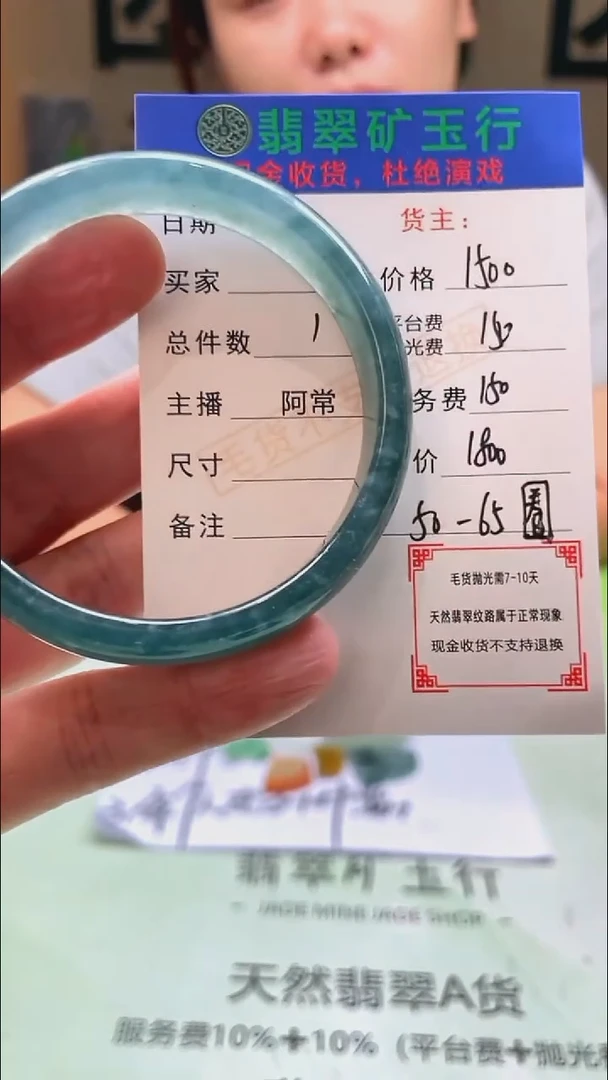 翡翠矿玉行
金收货，杜绝演戏
日期
货主：
买家
价格 1500
总件数 1
平台费
光费 150
主播 阿常
务费 150
尺寸
价 1800
备注
50-65
毛货抛光需7-10天
天然翡翠纹路属于正常现象
现金收货不支持退换
翡翠矿玉行
JADE MINE JADE SHOP
天然翡翠A货
服务费10%+10%（平台费+抛光